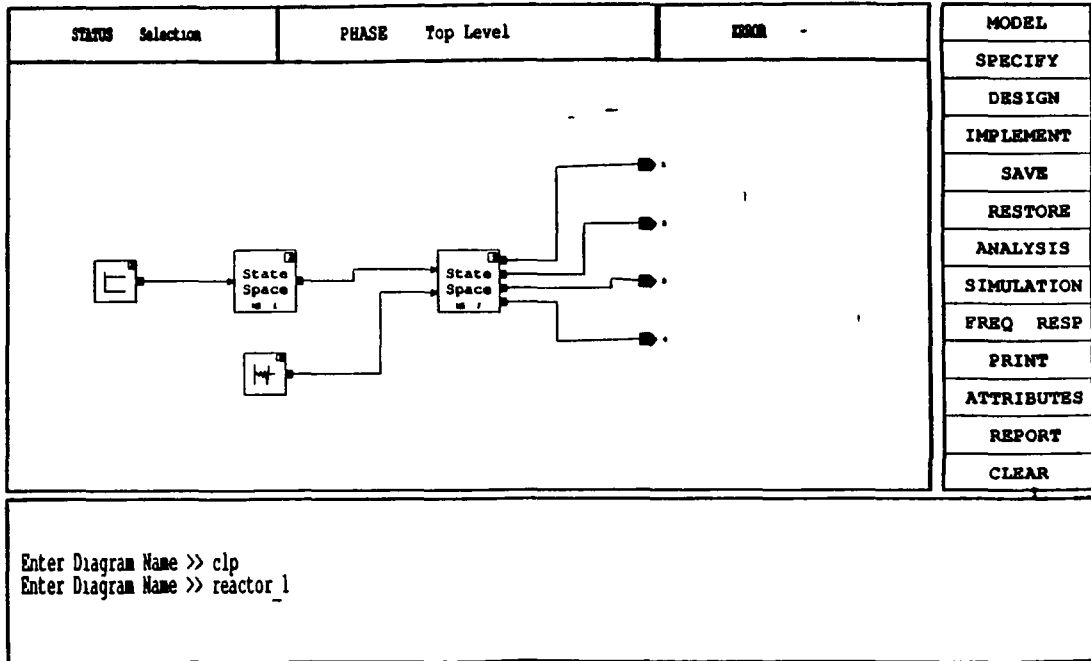 STATUS Selection
PHASE Top Level
ERROR -
MODEL
SPECIFY
DESIGN
IMPLEMENT
SAVE
RESTORE
ANALYSIS
SIMULATION
FREQ RESP
PRINT
ATTRIBUTES
REPORT
CLEAR
State
Space
State
Space
Enter Diagram Name >> clp
Enter Diagram Name >> reactor_1